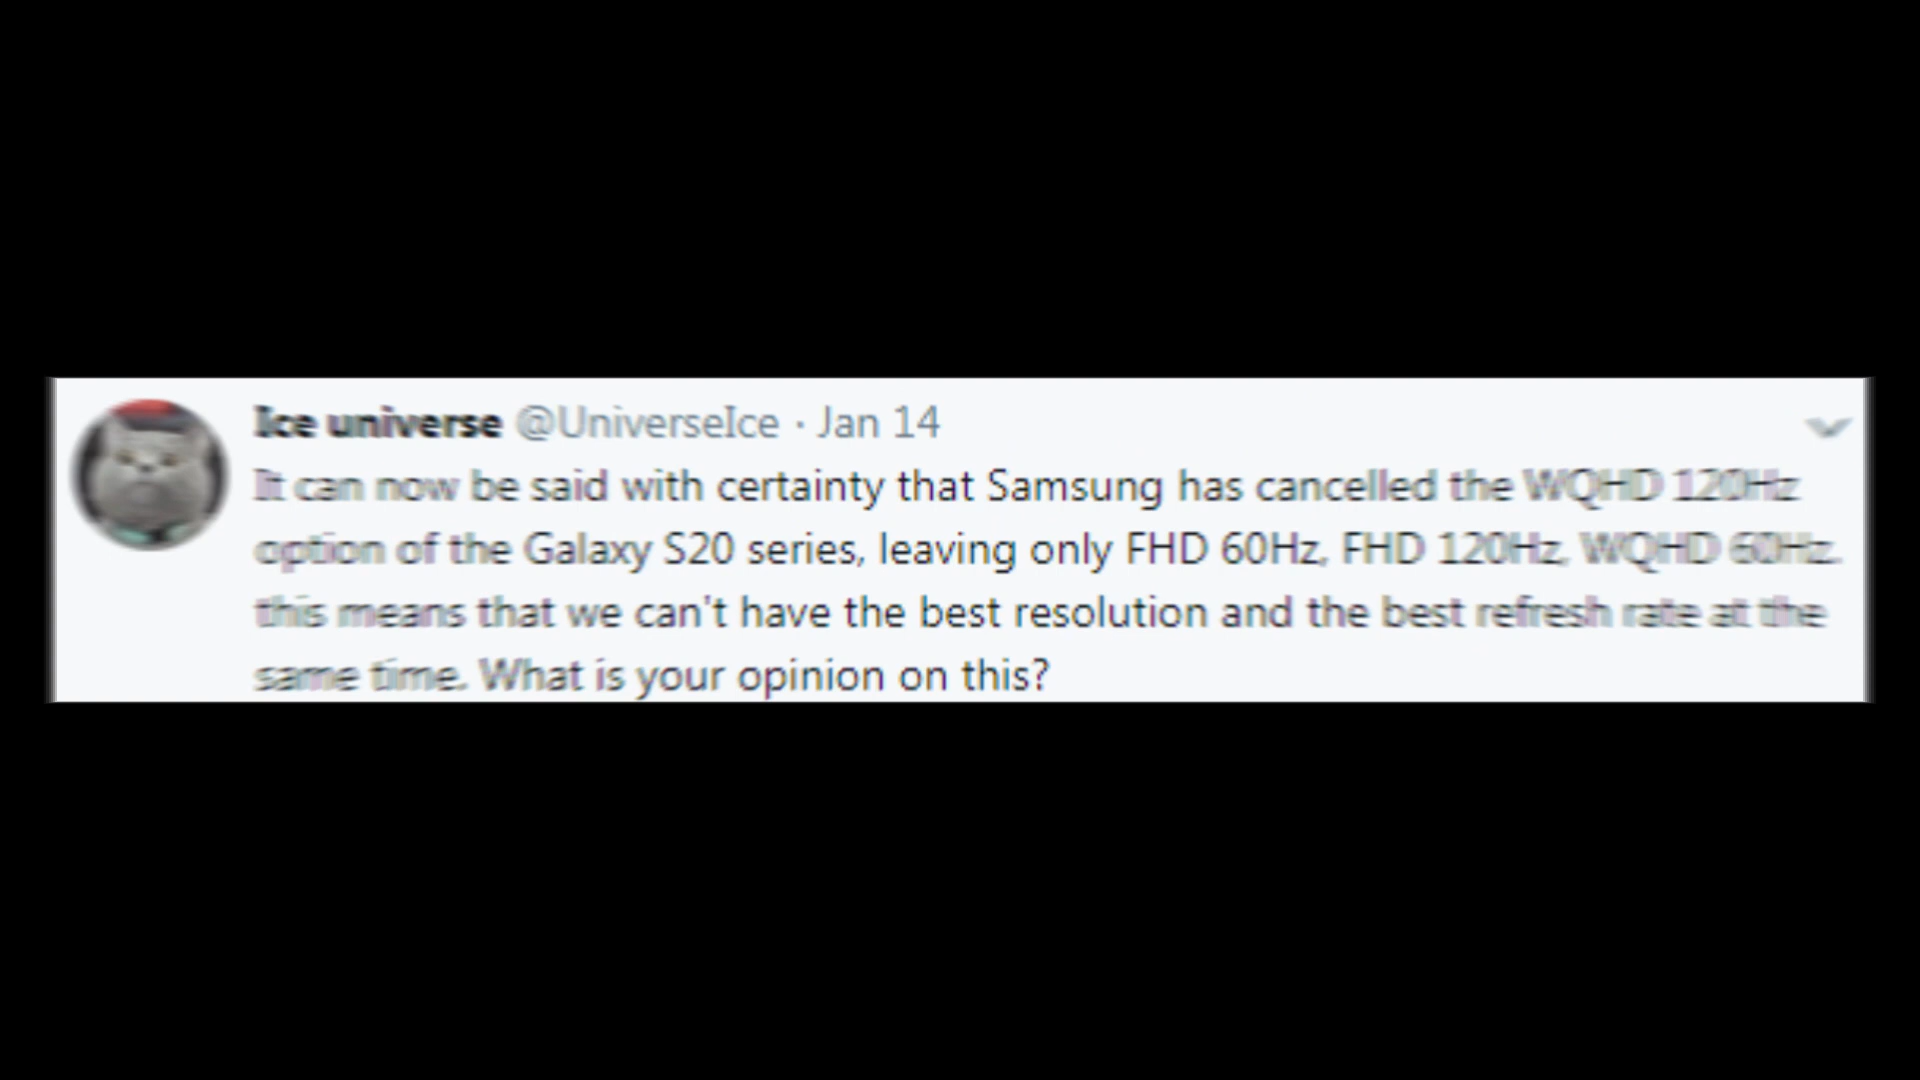 Ice universe @UniverseIce · Jan 14
It can now be said with certainty that Samsung has cancelled the WQHD 120Hz
option of the Galaxy S20 series, leaving only FHD 60Hz, FHD 120Hz, WQHD 60Hz.
this means that we can't have the best resolution and the best refresh rate at the
same time. What is your opinion on this?